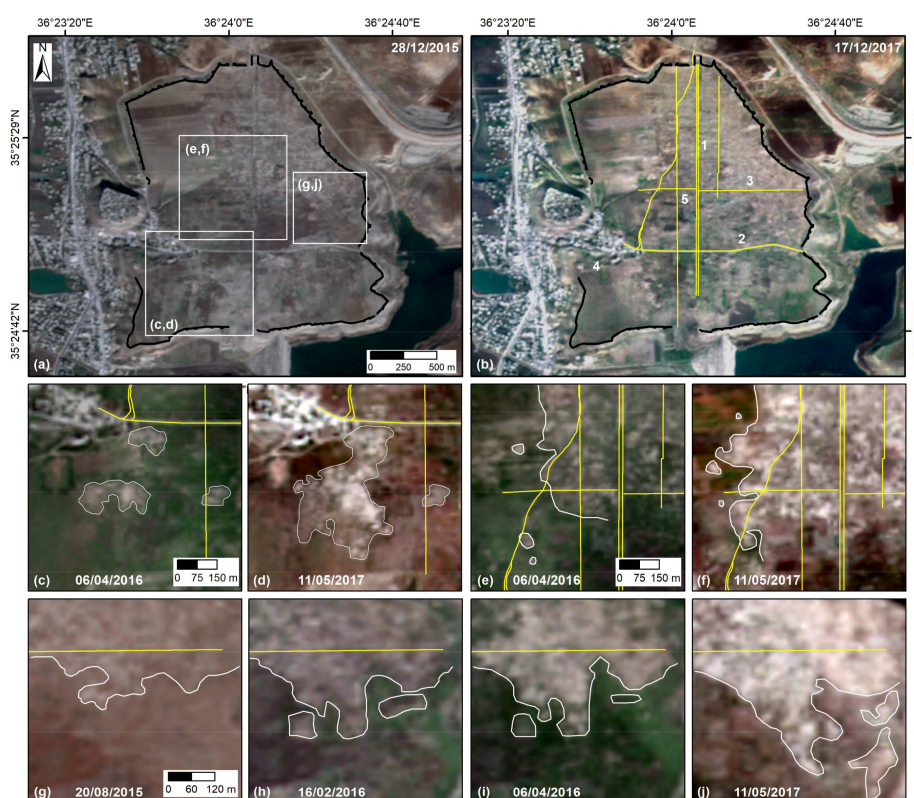 36°23'20"E 36°24'0"E 36°24'40"E 36°23'20"E 36°24'0"E 36°24'40"E
35°25'29"N
35°24'42"N
N
28/12/2015
(e,f)
(g,j)
(c,d)
(a)
0 250 500 m
17/12/2017
1
3
5
2
4
(b)
(c) 06/04/2016
0 75 150 m
(d) 11/05/2017
(e) 06/04/2016
0 75 150 m
(f) 11/05/2017
(g) 20/08/2015
0 60 120 m
(h) 16/02/2016
(i) 06/04/2016
(j) 11/05/2017